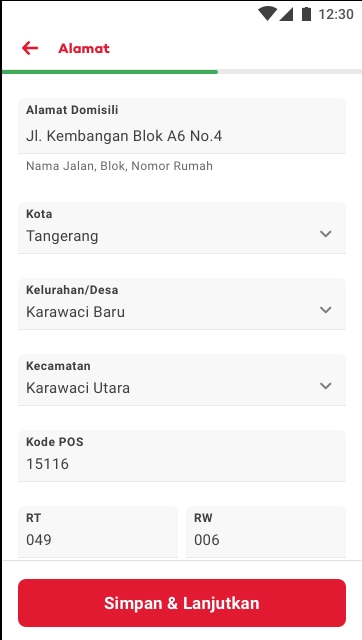 12:30
Alamat
Alamat Domisili
Jl. Kembangan Blok A6 No.4
Nama Jalan, Blok, Nomor Rumah
Kota
Tangerang
Kelurahan/Desa
Karawaci Baru
Kecamatan
Karawaci Utara
Kode POS
15116
RT RW
049 006
Simpan & Lanjutkan